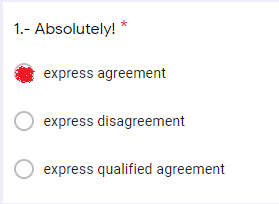 1.- Absolutely! *
express agreement
express disagreement
express qualified agreement